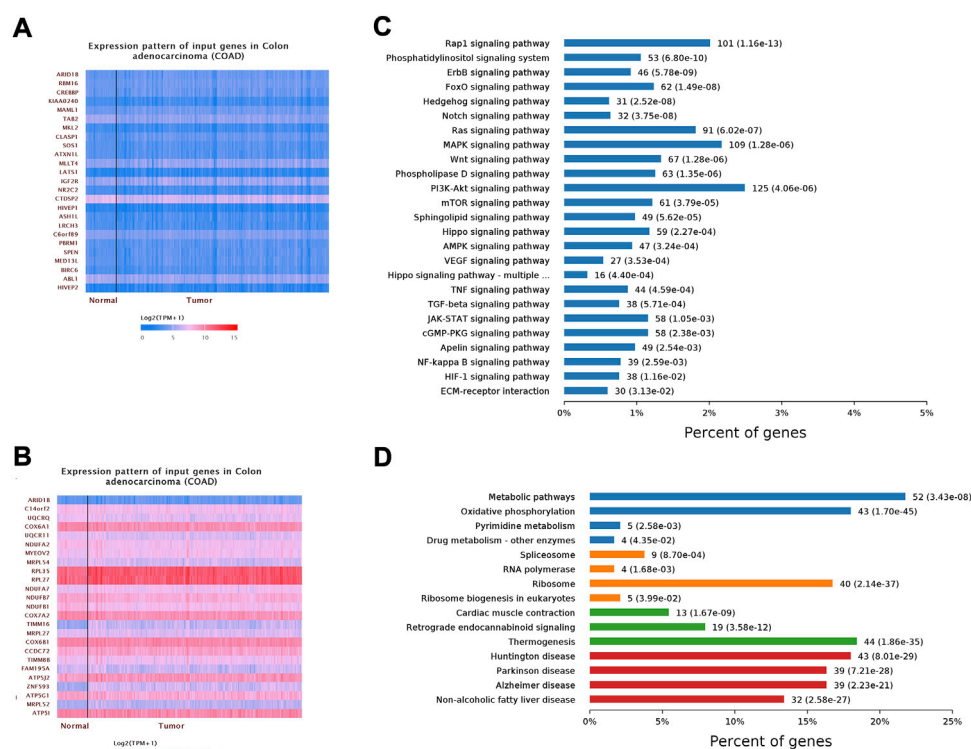 A
Expression pattern of input genes in Colon
adenocarcinoma (COAD)
ARID1B
RBM16
CREBBP
KIAA0240
MAML1
TAB2
MKL2
CLASP1
SOS1
ATXN1L
MLLT4
LATS1
IGF2R
NR2C2
CTDSP2
HIVEP1
ASH1L
LRCH3
C6orf89
PBRM1
SPEN
MED13L
BIRC6
ABL1
HIVEP2
Normal Tumor
Log2(TPM+1)
0 5 10 15
B
Expression pattern of input genes in Colon
adenocarcinoma (COAD)
ARID1B
C14orf2
UQCRQ
COX6A1
UQCR11
NDUFA2
MYEOV2
MRPL54
RPL35
RPL27
NDUFA7
NDUFB7
NDUFB1
COX7A2
TIMM16
MRPL27
COX6B1
CCDC72
TIMM8B
FAM195A
ATP5J2
ZNF593
ATP5G1
MRPL52
ATP5I
Normal Tumor
Log2(TPM+1)
C
Rap1 signaling pathway 101 (1.16e-13)
Phosphatidylinositol signaling system 53 (6.80e-10)
ErbB signaling pathway 46 (5.78e-09)
FoxO signaling pathway 62 (1.49e-08)
Hedgehog signaling pathway 31 (2.52e-08)
Notch signaling pathway 32 (3.75e-08)
Ras signaling pathway 91 (6.02e-07)
MAPK signaling pathway 109 (1.28e-06)
Wnt signaling pathway 67 (1.28e-06)
Phospholipase D signaling pathway 63 (1.35e-06)
PI3K-Akt signaling pathway 125 (4.06e-06)
mTOR signaling pathway 61 (3.79e-05)
Sphingolipid signaling pathway 49 (5.62e-05)
Hippo signaling pathway 59 (2.27e-04)
AMPK signaling pathway 47 (3.24e-04)
VEGF signaling pathway 27 (3.53e-04)
Hippo signaling pathway - multiple ... 16 (4.40e-04)
TNF signaling pathway 44 (4.59e-04)
TGF-beta signaling pathway 38 (5.71e-04)
JAK-STAT signaling pathway 58 (1.05e-03)
cGMP-PKG signaling pathway 58 (2.38e-03)
Apelin signaling pathway 49 (2.54e-03)
NF-kappa B signaling pathway 39 (2.59e-03)
HIF-1 signaling pathway 38 (1.16e-02)
ECM-receptor interaction 30 (3.13e-02)
0% 1% 2% 3% 4% 5%
Percent of genes
D
Metabolic pathways 52 (3.43e-08)
Oxidative phosphorylation 43 (1.70e-45)
Pyrimidine metabolism 5 (2.58e-03)
Drug metabolism - other enzymes 4 (4.35e-02)
Spliceosome 9 (8.70e-04)
RNA polymerase 4 (1.68e-03)
Ribosome 40 (2.14e-37)
Ribosome biogenesis in eukaryotes 5 (3.99e-02)
Cardiac muscle contraction 13 (1.67e-09)
Retrograde endocannabinoid signaling 19 (3.58e-12)
Thermogenesis 44 (1.86e-35)
Huntington disease 43 (8.01e-29)
Parkinson disease 39 (7.21e-28)
Alzheimer disease 39 (2.23e-21)
Non-alcoholic fatty liver disease 32 (2.58e-27)
0% 5% 10% 15% 20% 25%
Percent of genes